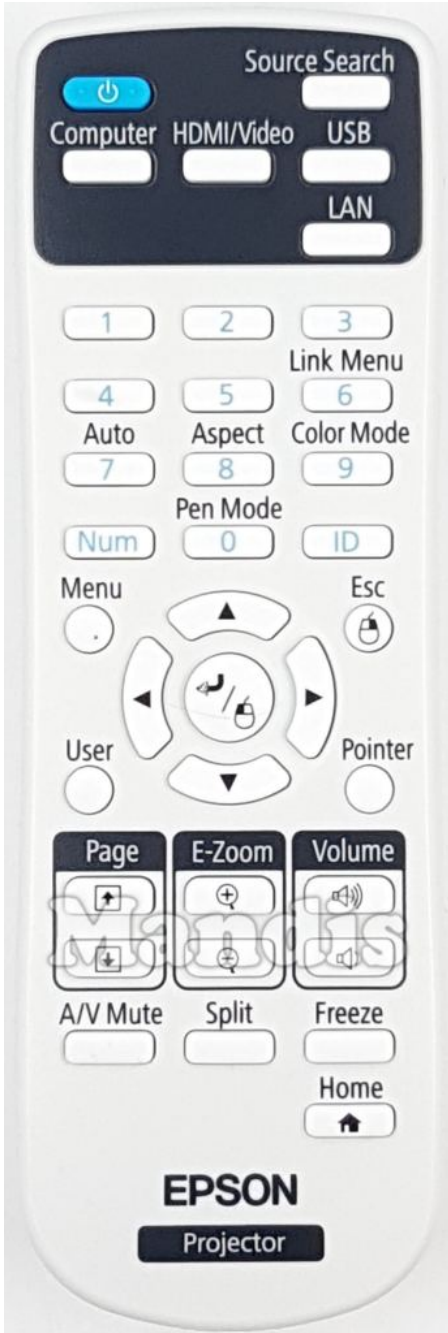 Source Search
Computer HDMI/Video USB
LAN
1 2 3
Link Menu
4 5 6
Auto Aspect Color Mode
7 8 9
Pen Mode
Num 0 ID
Menu Esc
User Pointer
Page E-Zoom Volume
Mandis
A/V Mute Split Freeze
Home
EPSON
Projector